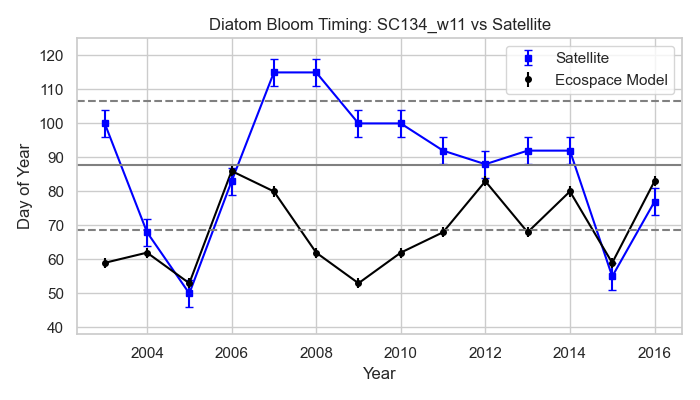 Diatom Bloom Timing: SC134_w11 vs Satellite
Satellite
Ecospace Model
Day of Year
120
110
100
90
80
70
60
50
40
2004 2006 2008 2010 2012 2014 2016
Year